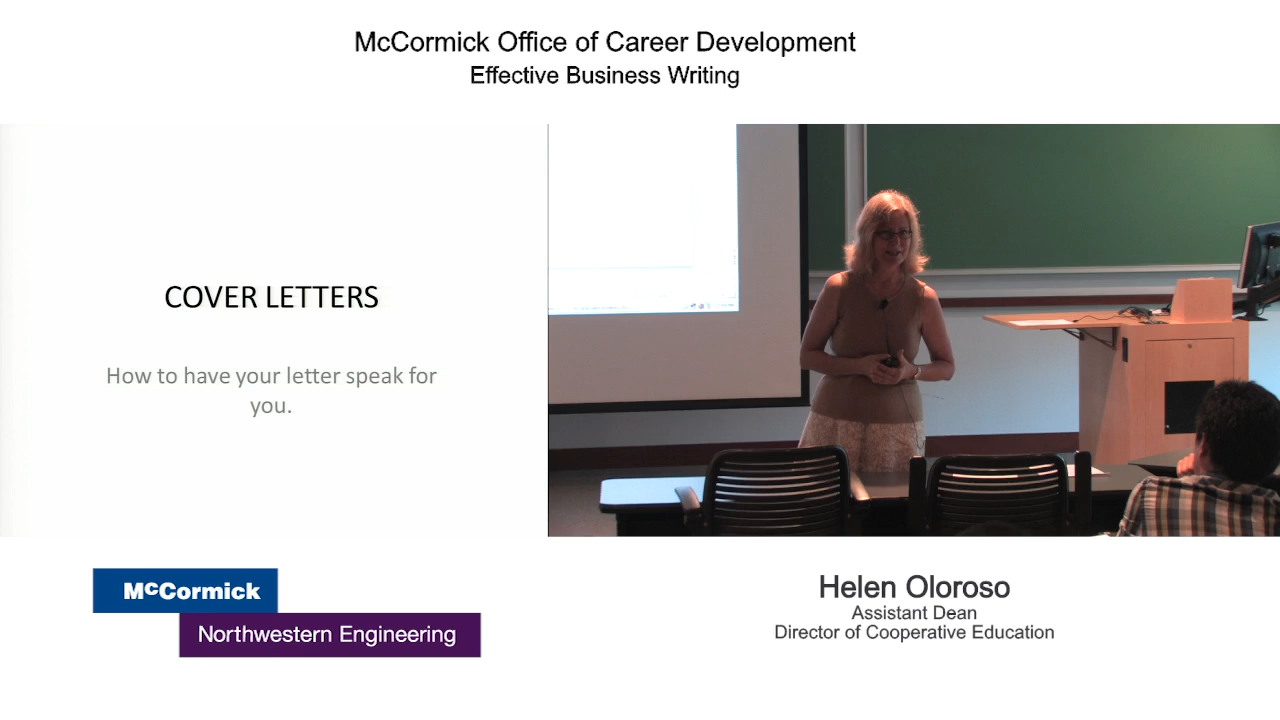 McCormick Office of Career Development
Effective Business Writing
COVER LETTERS
How to have your letter speak for
you.
McCormick
Northwestern Engineering
Helen Oloroso
Assistant Dean
Director of Cooperative Education